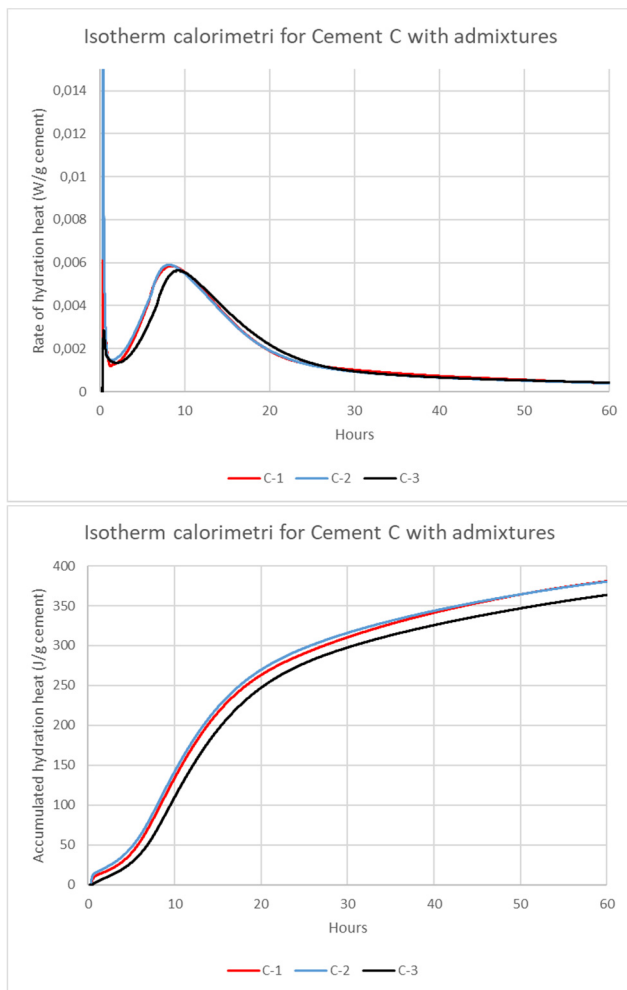 Isotherm calorimetri for Cement C with admixtures
Rate of hydration heat (W/g cement)
0,014
0,012
0,01
0,008
0,006
0,004
0,002
0
0 10 20 30 40 50 60
Hours
C-1 C-2 C-3
Isotherm calorimetri for Cement C with admixtures
Accumulated hydration heat (J/g cement)
400
350
300
250
200
150
100
50
0
0 10 20 30 40 50 60
Hours
C-1 C-2 C-3